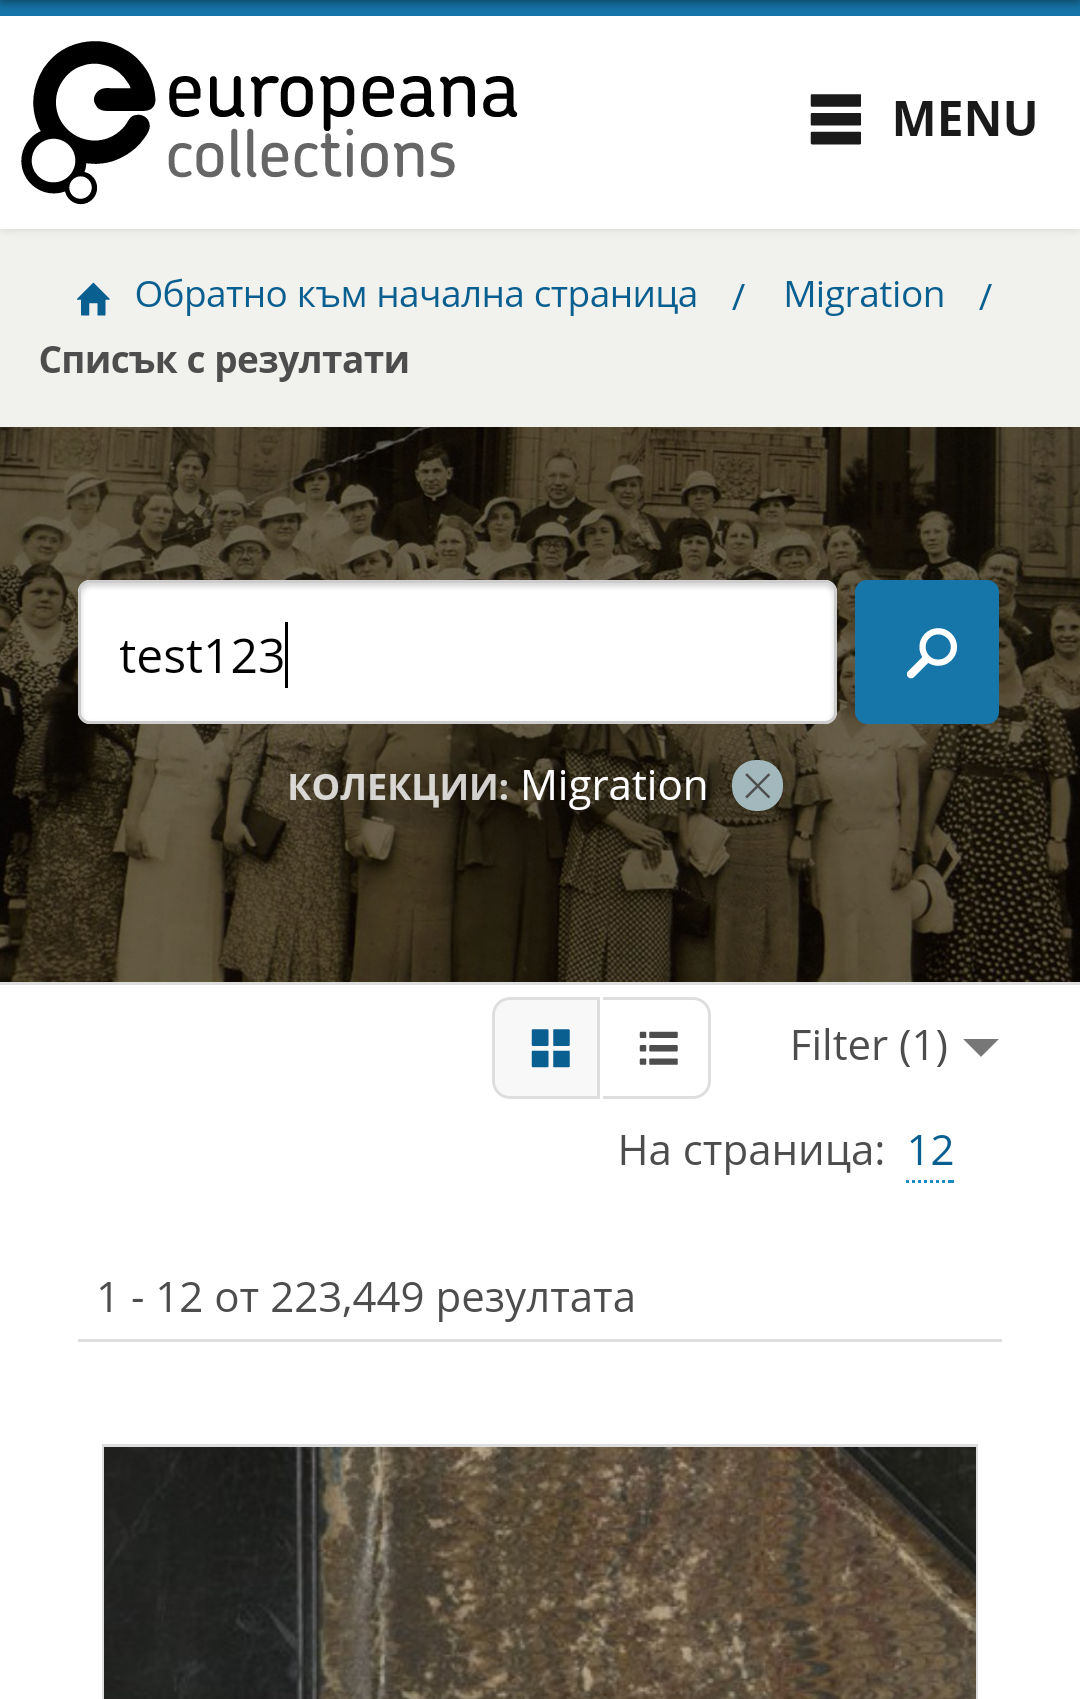 europeana
collections
MENU
Обратно към начална страница / Migration /
Списък с резултати
test123
КОЛЕКЦИИ: Migration
Filter (1)
На страница: 12
1 - 12 от 223,449 резултата